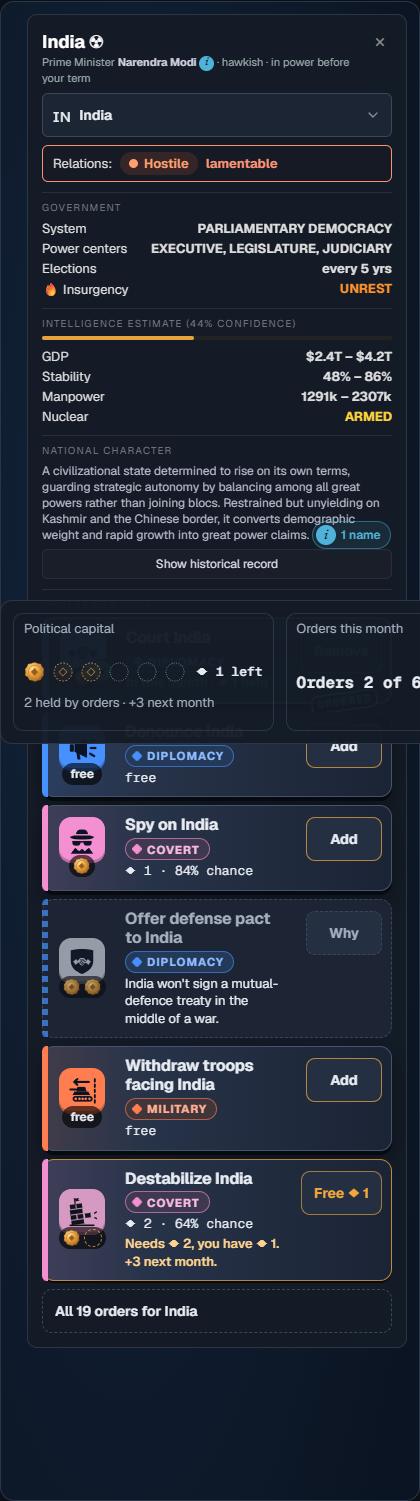 India ☢ ×
Prime Minister Narendra Modi i · hawkish · in power before
your term
IN India
Relations: Hostile lamentable
GOVERNMENT
System PARLIAMENTARY DEMOCRACY
Power centers EXECUTIVE, LEGISLATURE, JUDICIARY
Elections every 5 yrs
🔥 Insurgency UNREST
INTELLIGENCE ESTIMATE (44% CONFIDENCE)
GDP $2.4T – $4.2T
Stability 48% – 86%
Manpower 1291k – 2307k
Nuclear ARMED
NATIONAL CHARACTER
A civilizational state determined to rise on its own terms,
guarding strategic autonomy by balancing among all great
powers rather than joining blocs. Restrained but unyielding on
Kashmir and the Chinese border, it converts demographic
weight and rapid growth into great power claims. i 1 name
Show historical record
Political capital
1 left
2 held by orders · +3 next month
Orders this month
Orders 2 of 6
Court India
Denounce India
DIPLOMACY
free
free
Add
Spy on India
COVERT
1 · 84% chance
Add
Offer defense pact
to India
DIPLOMACY
India won't sign a mutual-
defence treaty in the
middle of a war.
Why
Withdraw troops
facing India
MILITARY
free
free
Add
Destabilize India
COVERT
2 · 64% chance
Needs 2, you have 1.
+3 next month.
Free 1
All 19 orders for India